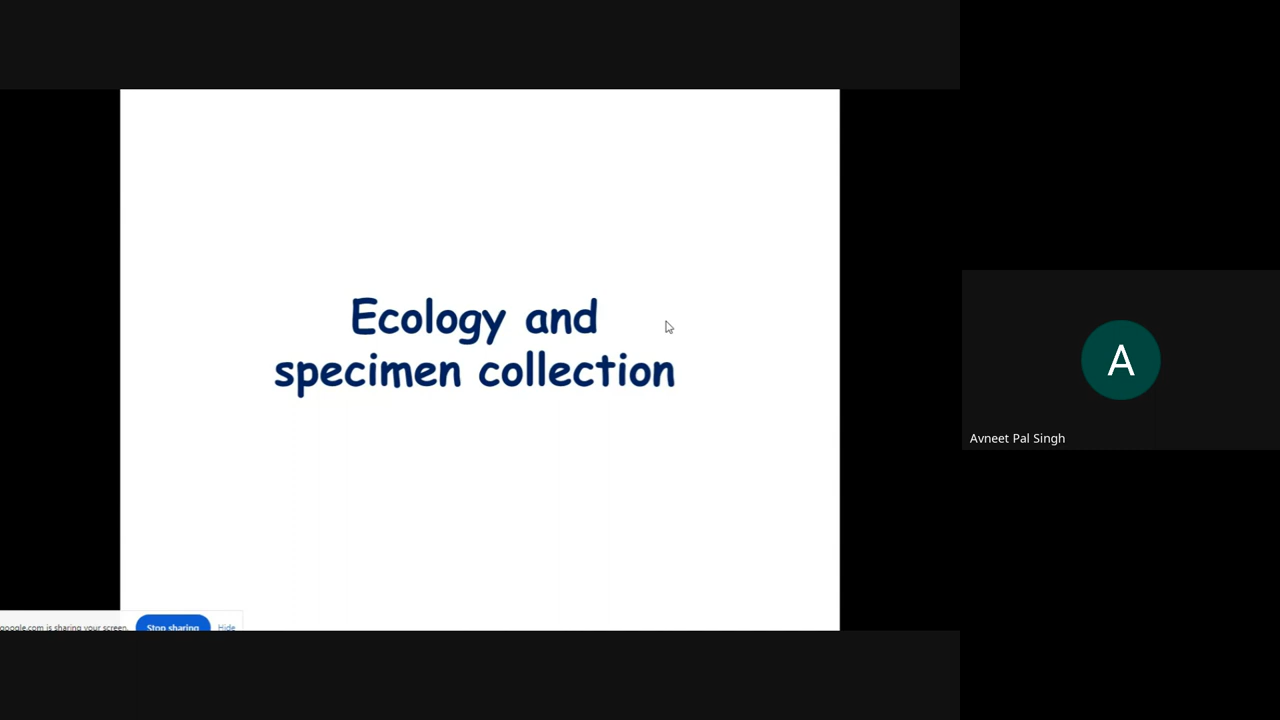 Ecology and
specimen collection
A
Avneet Pal Singh
google.com is sharing your screen. Stop sharing Hide